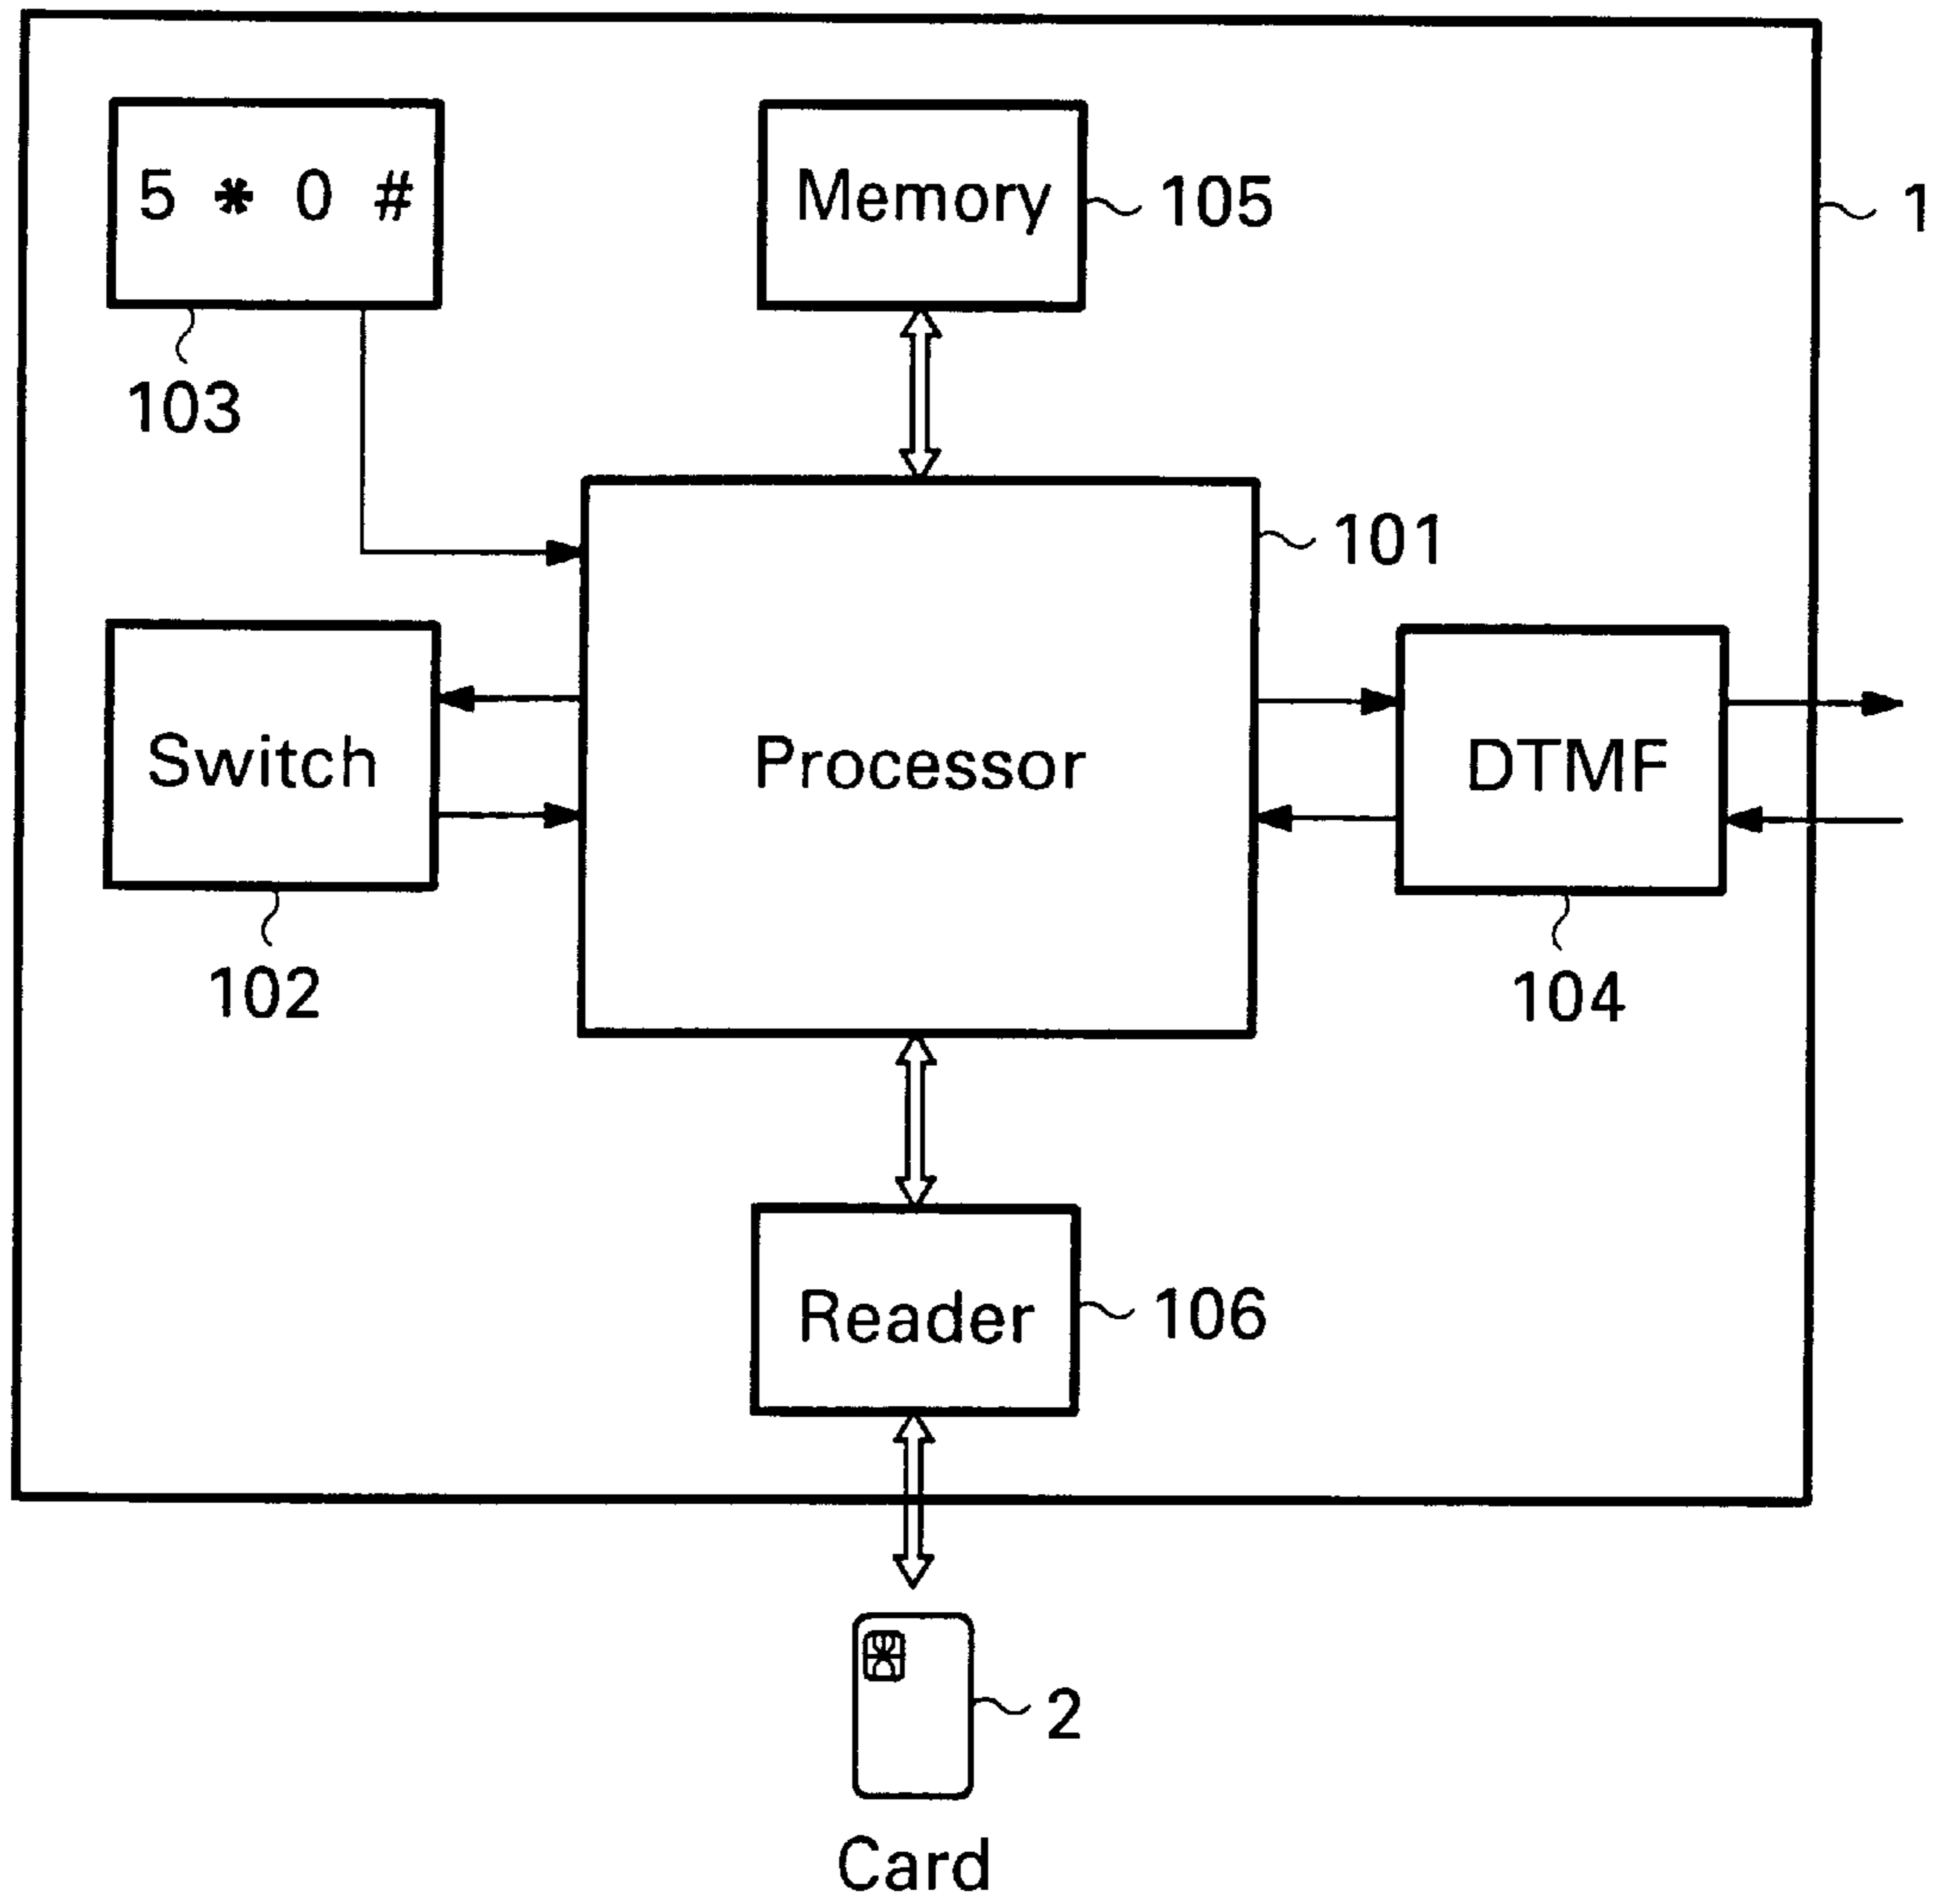 5 * 0 #
Memory
105
1
103
101
Switch
Processor
DTMF
102
104
Reader
106
2
Card